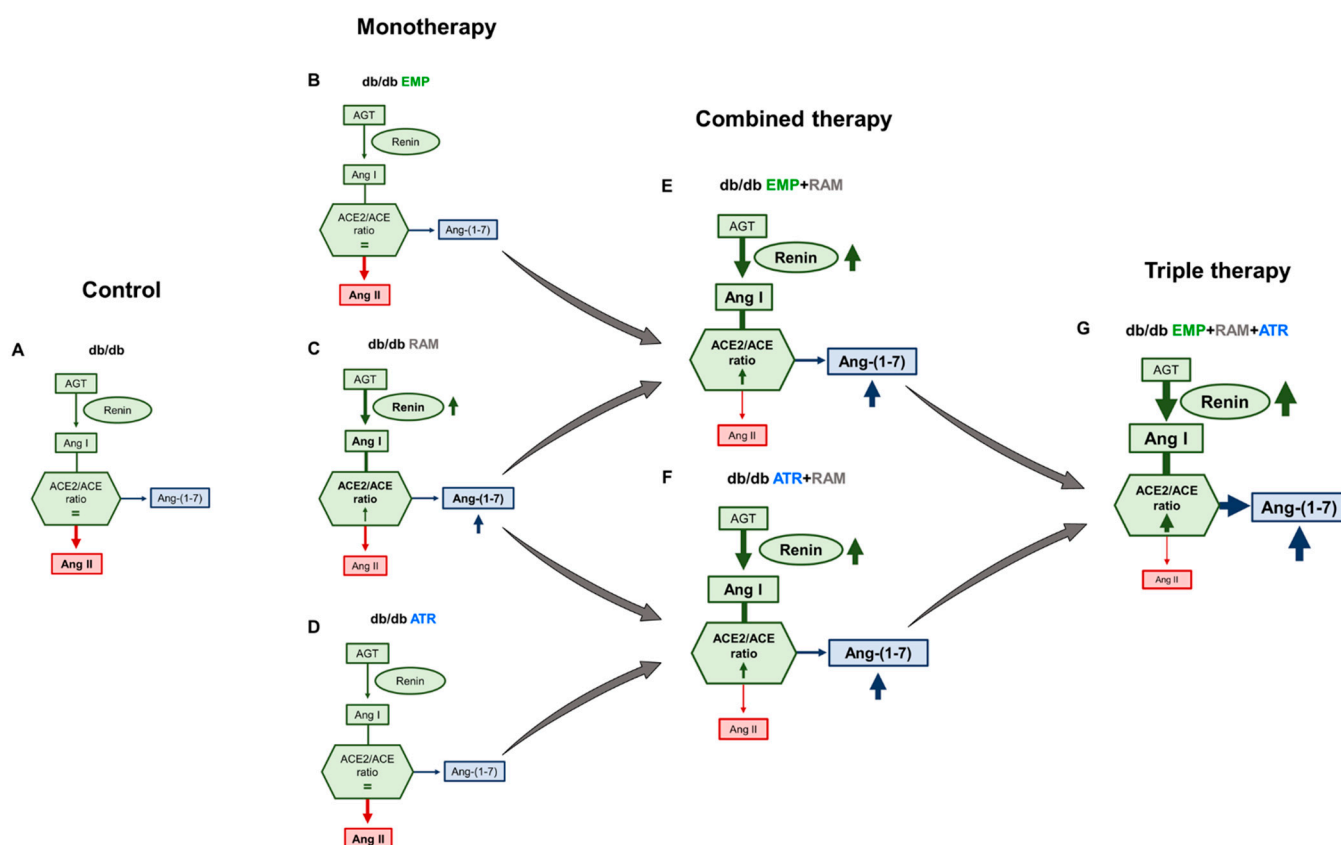 Monotherapy
B
db/db EMP
AGT
Renin
Ang I
ACE2/ACE
ratio
=
Ang-(1-7)
Ang II
Control
A
db/db
AGT
Renin
Ang I
ACE2/ACE
ratio
=
Ang-(1-7)
Ang II
C
db/db RAM
AGT
Renin
Ang I
ACE2/ACE
ratio
Ang-(1-7)
Ang II
D
db/db ATR
AGT
Renin
Ang I
ACE2/ACE
ratio
=
Ang-(1-7)
Ang II
Combined therapy
E
db/db EMP+RAM
AGT
Renin
Ang I
ACE2/ACE
ratio
Ang-(1-7)
Ang II
F
db/db ATR+RAM
AGT
Renin
Ang I
ACE2/ACE
ratio
Ang-(1-7)
Ang II
Triple therapy
G
db/db EMP+RAM+ATR
AGT
Renin
Ang I
ACE2/ACE
ratio
Ang-(1-7)
Ang II